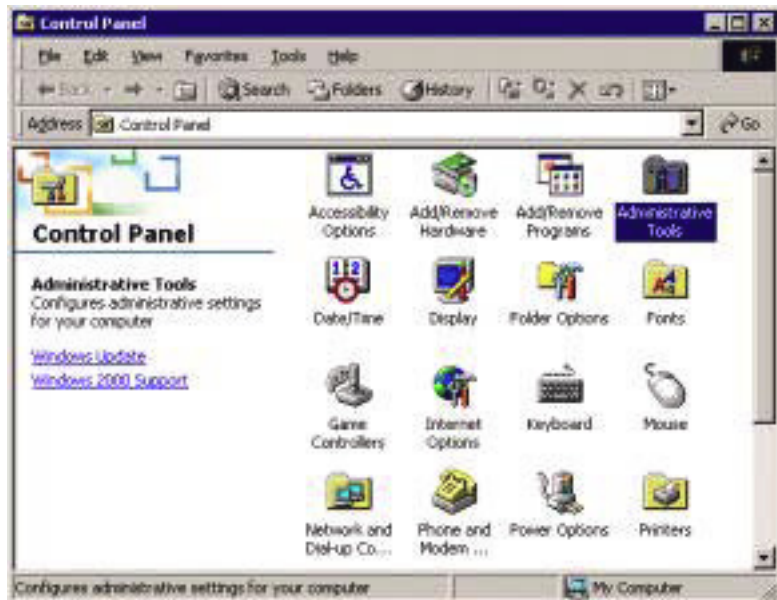 Control Panel
File Edit View Favorites Tools Help
Back Search Folders History
Address Control Panel Go
Control Panel
Administrative Tools
Configures administrative settings
for your computer
Windows Update
Windows 2000 Support
Accessibility
Options
Add/Remove
Hardware
Add/Remove
Programs
Administrative
Tools
Date/Time
Display
Folder Options
Fonts
Game
Controllers
Internet
Options
Keyboard
Mouse
Network and
Dial-up Co...
Phone and
Modem ...
Power Options
Printers
Configures administrative settings for your computer
My Computer